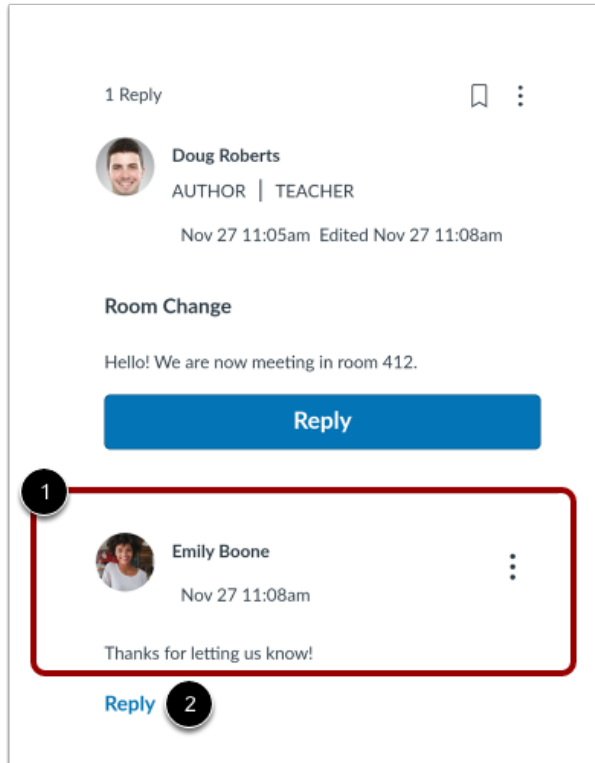 1 Reply
Doug Roberts
AUTHOR | TEACHER
Nov 27 11:05am Edited Nov 27 11:08am
Room Change
Hello! We are now meeting in room 412.
Reply
1
Emily Boone
Nov 27 11:08am
Thanks for letting us know!
Reply 2